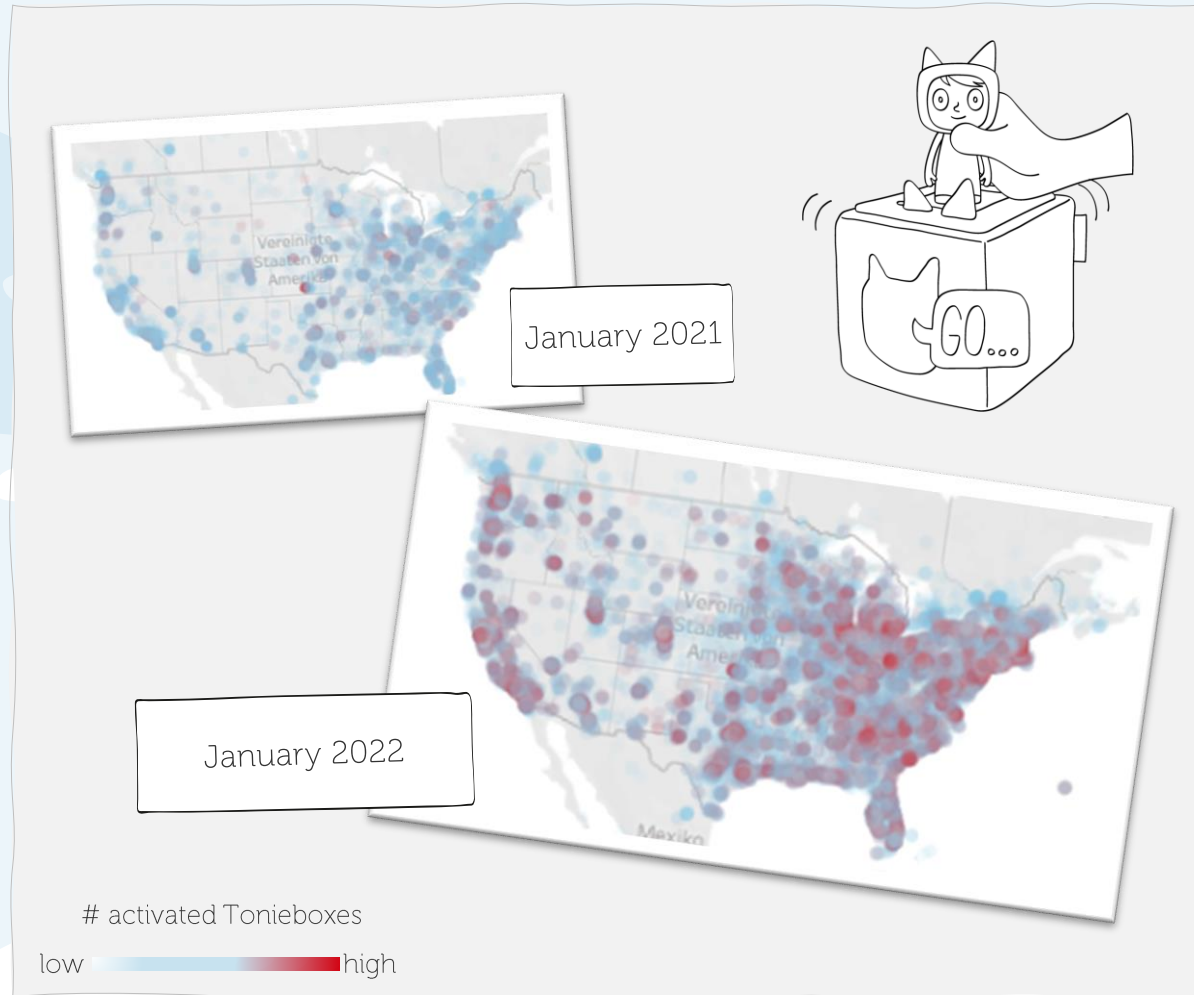 Vereinigte
Staaten von
Amerika
January 2021
GO...
Vereinigte
Staaten von
Amerika
January 2022
Mexiko
# activated Tonieboxes
low
high